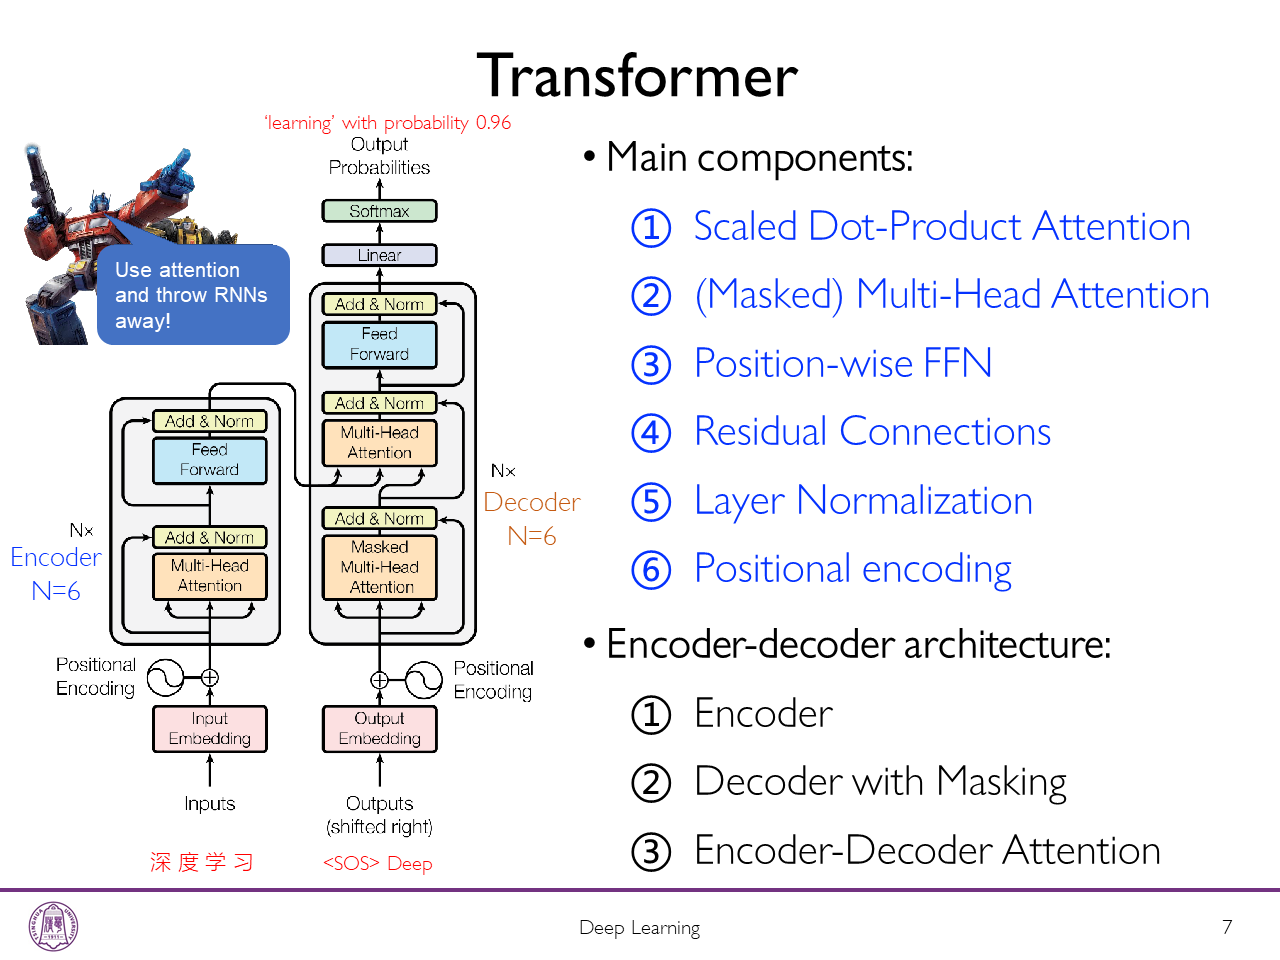 Transformer
'learning' with probability 0.96
Output
Probabilities
Softmax
Linear
Add & Norm
Feed
Forward
Add & Norm
Multi-Head
Attention
Add & Norm
Masked
Multi-Head
Attention
N×
Decoder
N=6
Positional
Encoding
Output
Embedding
Outputs
(shifted right)
<SOS> Deep
Use attention
and throw RNNs
away!
Add & Norm
Feed
Forward
Add & Norm
Multi-Head
Attention
N×
Encoder
N=6
Positional
Encoding
Input
Embedding
Inputs
深 度 学 习
• Main components:
① Scaled Dot-Product Attention
② (Masked) Multi-Head Attention
③ Position-wise FFN
④ Residual Connections
⑤ Layer Normalization
⑥ Positional encoding
• Encoder-decoder architecture:
① Encoder
② Decoder with Masking
③ Encoder-Decoder Attention
TSINGHUA UNIVERSITY
1911
Deep Learning
7